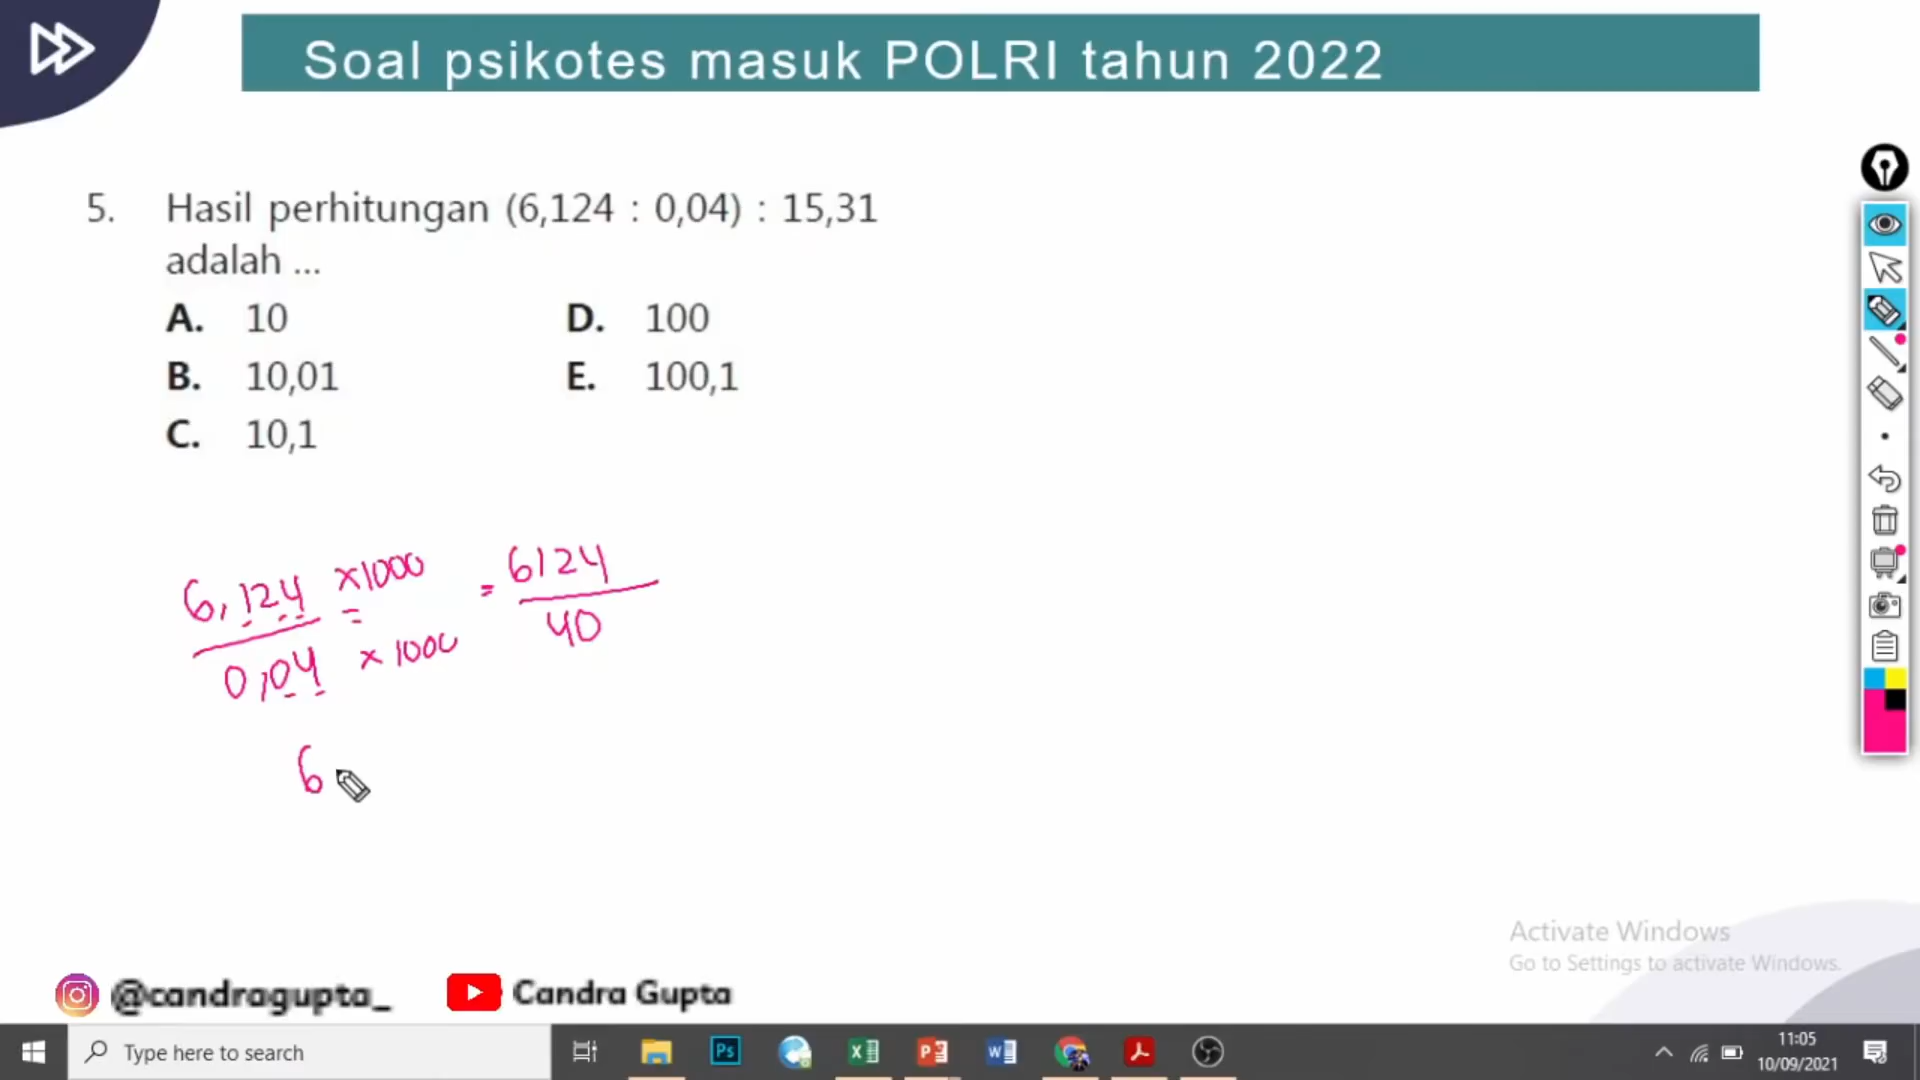 Soal psikotes masuk POLRI tahun 2022
5. Hasil perhitungan (6,124 : 0,04) : 15,31
adalah ...
A. 10 D. 100
B. 10,01 E. 100,1
C. 10,1
6,124 ×1000 = 6124
= 
0,04 ×1000 40
6
Activate Windows
Go to Settings to activate Windows.
@candragupta_ Candra Gupta
Type here to search Ps
11:05
10/09/2021